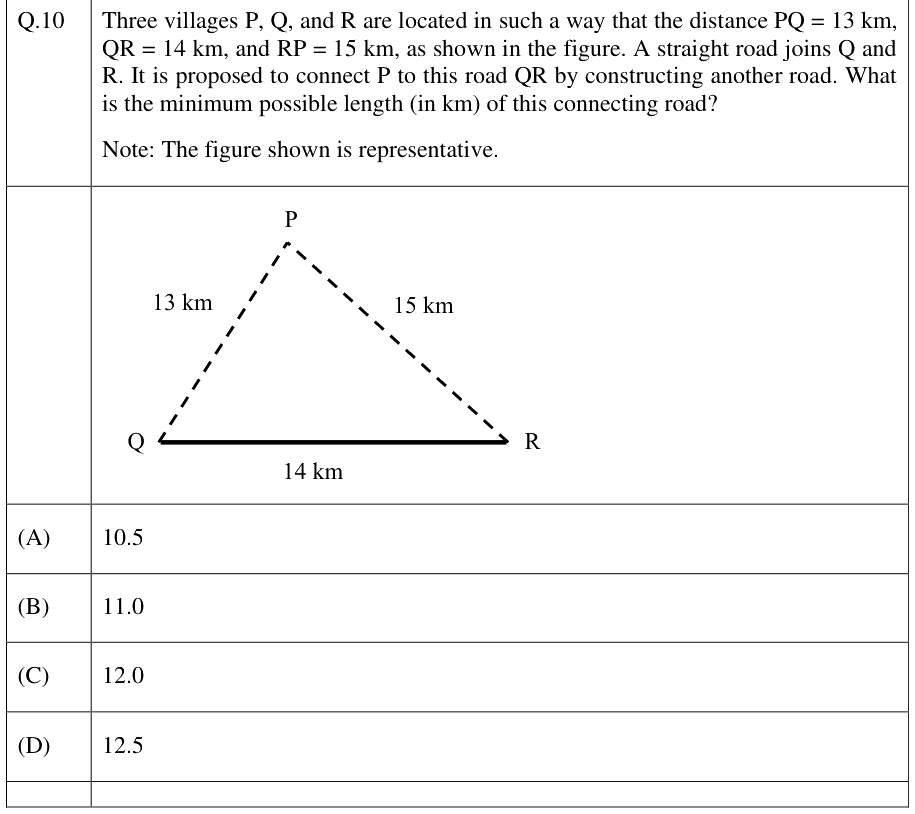 Q.10 Three villages P, Q, and R are located in such a way that the distance PQ = 13 km,
QR = 14 km, and RP = 15 km, as shown in the figure. A straight road joins Q and
R. It is proposed to connect P to this road QR by constructing another road. What
is the minimum possible length (in km) of this connecting road?
Note: The figure shown is representative.
P
13 km
15 km
Q
R
14 km
(A) 10.5
(B) 11.0
(C) 12.0
(D) 12.5